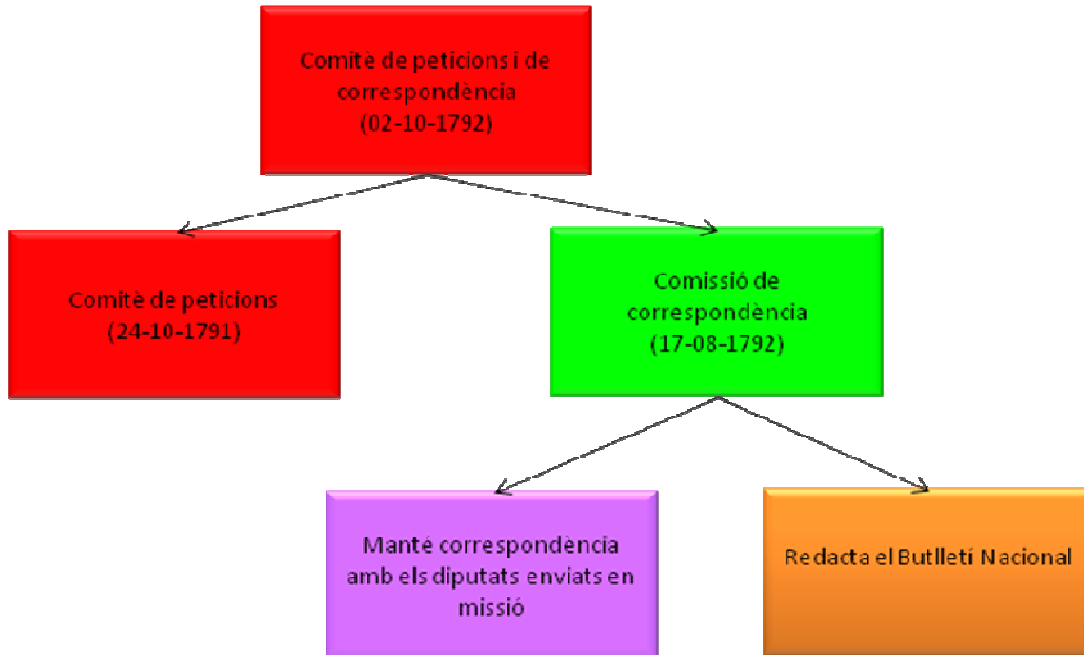 Comitè de peticions i de
correspondència
(02-10-1792)
Comitè de peticions
(24-10-1791)
Comissió de
correspondència
(17-08-1792)
Manté correspondència
amb els diputats enviats en
missió
Redacta el Butlletí Nacional